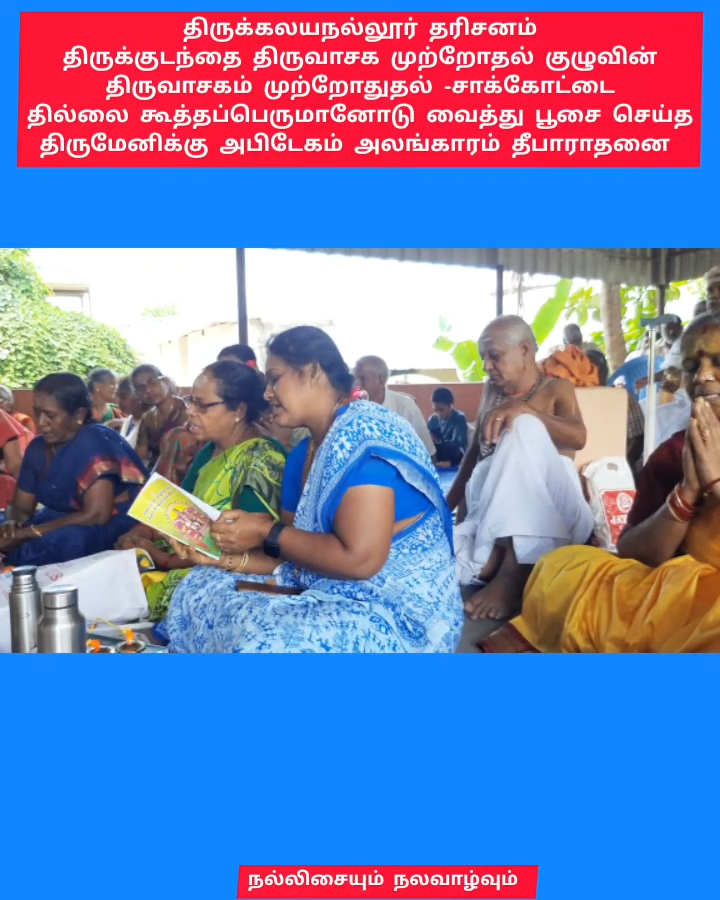 திருக்கலயநல்லூர் தரிசனம்
திருக்குடந்தை திருவாசக முற்றோதல் குழுவின்
திருவாசகம் முற்றோதுதல் -சாக்கோட்டை
தில்லை கூத்தப்பெருமானோடு வைத்து பூசை செய்த
திருமேனிக்கு அபிடேகம் அலங்காரம் தீபாராதனை
நல்லிசையும் நலவாழ்வும்